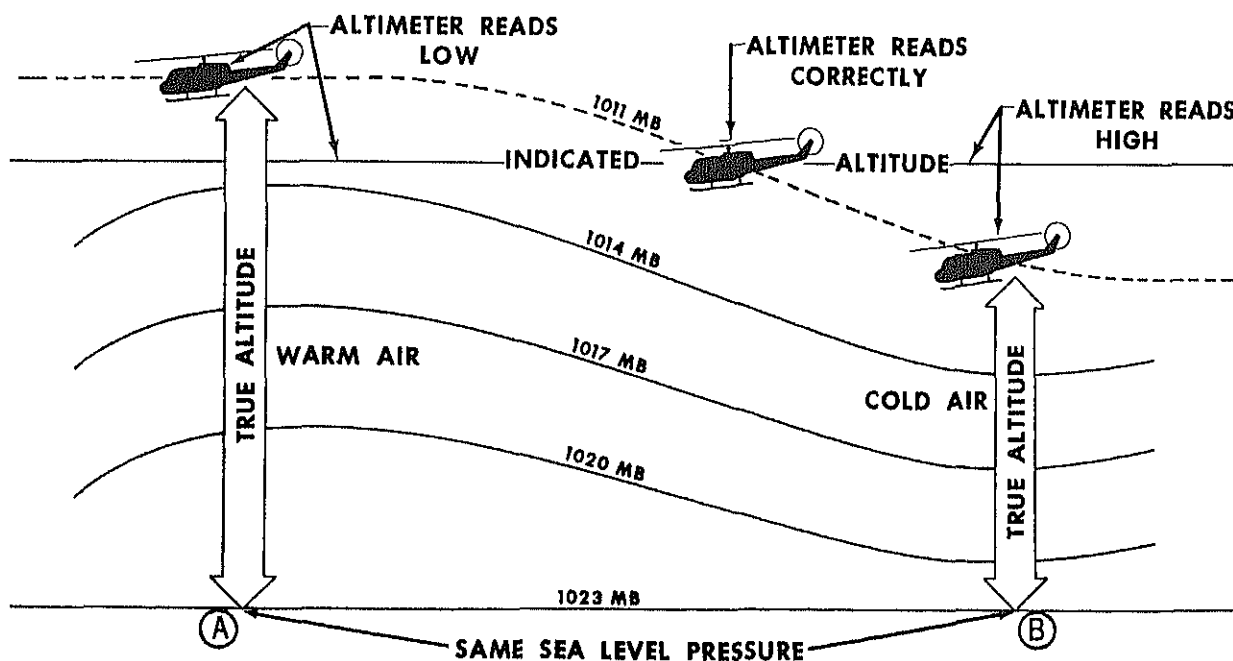 ALTIMETER READS
LOW
ALTIMETER READS
CORRECTLY
ALTIMETER READS
HIGH
1011 MB
INDICATED
ALTITUDE
1014 MB
TRUE ALTITUDE
WARM AIR
1017 MB
COLD AIR
TRUE ALTITUDE
1020 MB
1023 MB
A
B
SAME SEA LEVEL PRESSURE